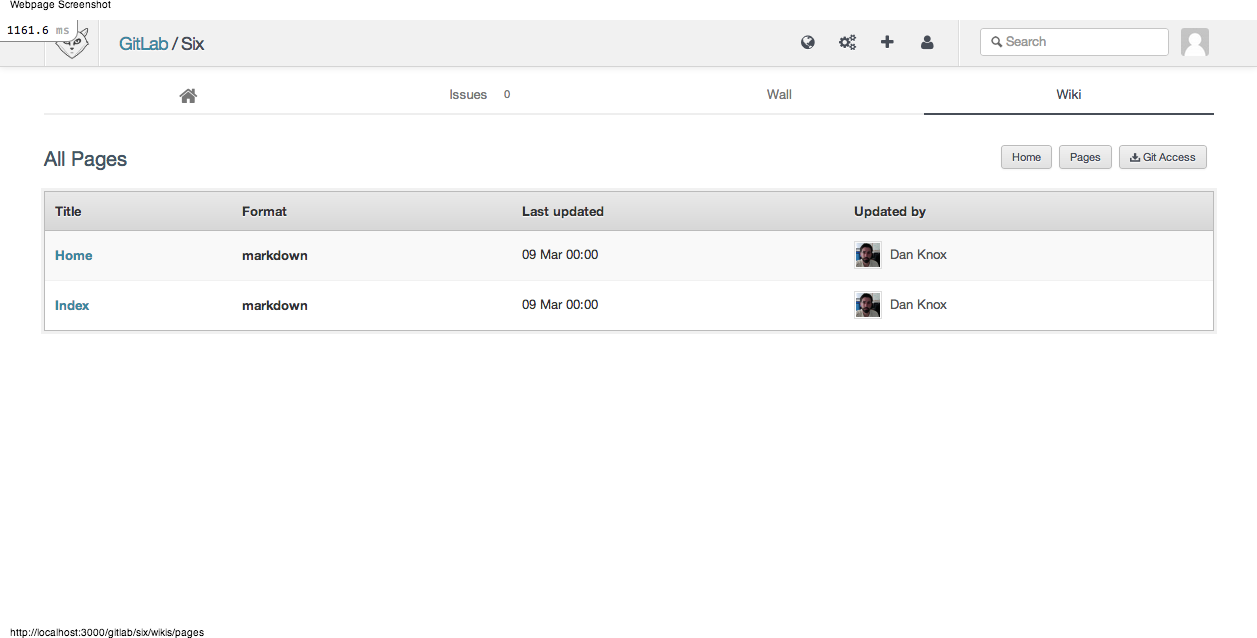 Webpage Screenshot
1161.6 ms
GitLab / Six
Search
Issues 0 Wall Wiki
All Pages
Home Pages Git Access
Title Format Last updated Updated by
Home markdown 09 Mar 00:00 Dan Knox
Index markdown 09 Mar 00:00 Dan Knox
http://localhost:3000/gitlab/six/wikis/pages